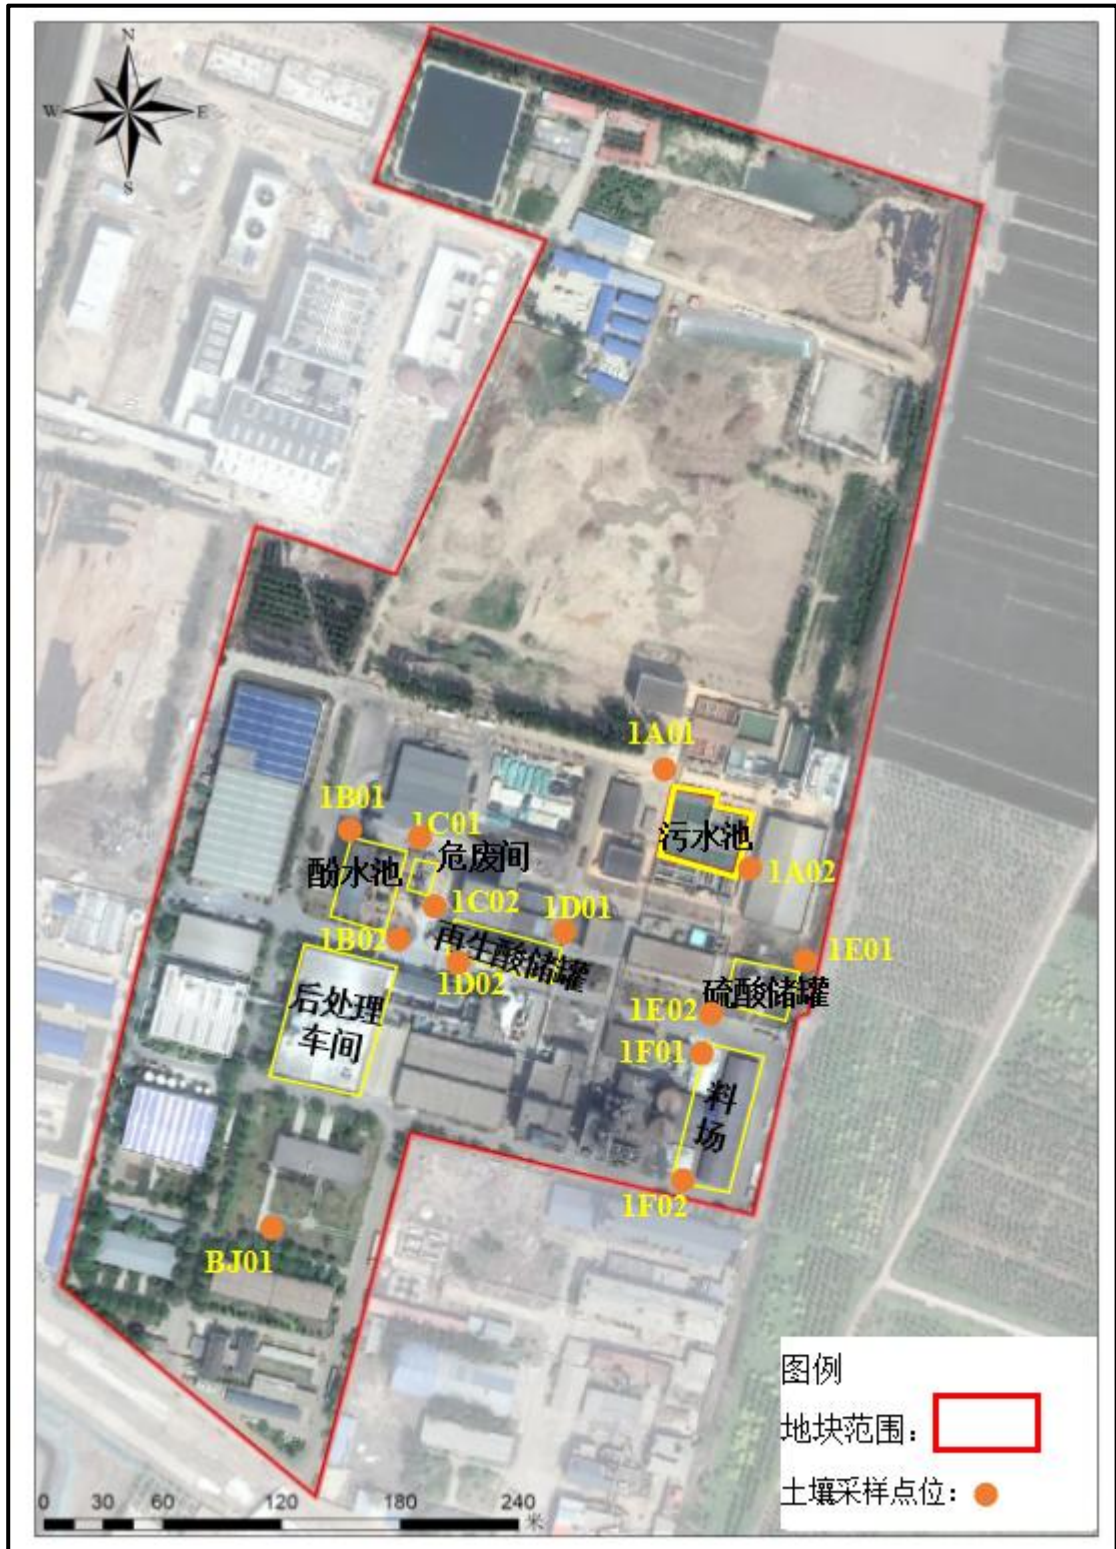 N
W
E
S
1A01
1B01
1C01
污水池
危废间
酚水池
1A02
1C02
1D01
1B02
再生酸储罐
1E01
1D02
硫酸储罐
后处理
车间
1E02
1F01
料
场
1F02
BJ01
图例
地块范围：
土壤采样点位：
0 30 60 120 180 240
米